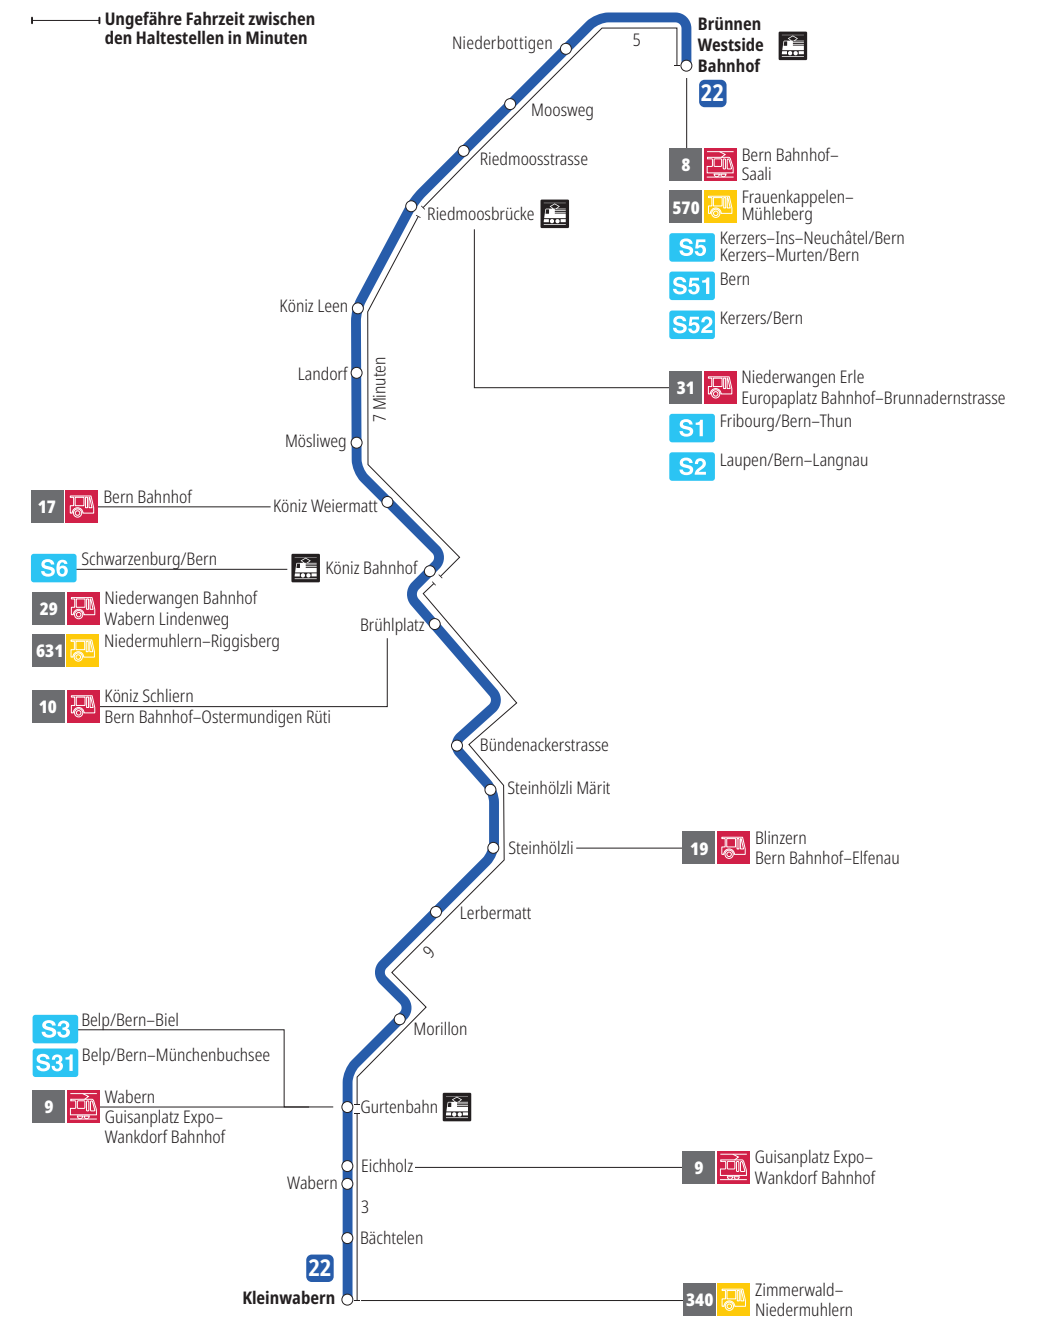 Ungefähre Fahrzeit zwischen
den Haltestellen in Minuten
Brünnen
Westside
Bahnhof
22
5
Niederbottigen
Moosweg
Riedmoosstrasse
Riedmoosbrücke
8
Bern Bahnhof–
Saali
570
Frauenkappelen–
Mühleberg
S5
Kerzers–Ins–Neuchâtel/Bern
Kerzers–Murten/Bern
S51
Bern
S52
Kerzers/Bern
31
Niederwangen Erle
Europaplatz Bahnhof–Brunnadernstrasse
S1
Fribourg/Bern–Thun
S2
Laupen/Bern–Langnau
Köniz Leen
Landorf
7 Minuten
Mösliweg
17
Bern Bahnhof
Köniz Weiermatt
S6
Schwarzenburg/Bern
Köniz Bahnhof
29
Niederwangen Bahnhof
Wabern Lindenweg
631
Niedermuhlern–Riggisberg
Brühlplatz
10
Köniz Schliern
Bern Bahnhof–Ostermundigen Rüti
Bündenackerstrasse
Steinhölzli Märit
Steinhölzli
19
Blinzern
Bern Bahnhof–Elfenau
Lerbermatt
9
Morillon
S3
Belp/Bern–Biel
S31
Belp/Bern–Münchenbuchsee
9
Wabern
Guisanplatz Expo–
Wankdorf Bahnhof
Gurtenbahn
Eichholz
9
Guisanplatz Expo–
Wankdorf Bahnhof
Wabern
3
Bächtelen
22
Kleinwabern
340
Zimmerwald–
Niedermuhlern